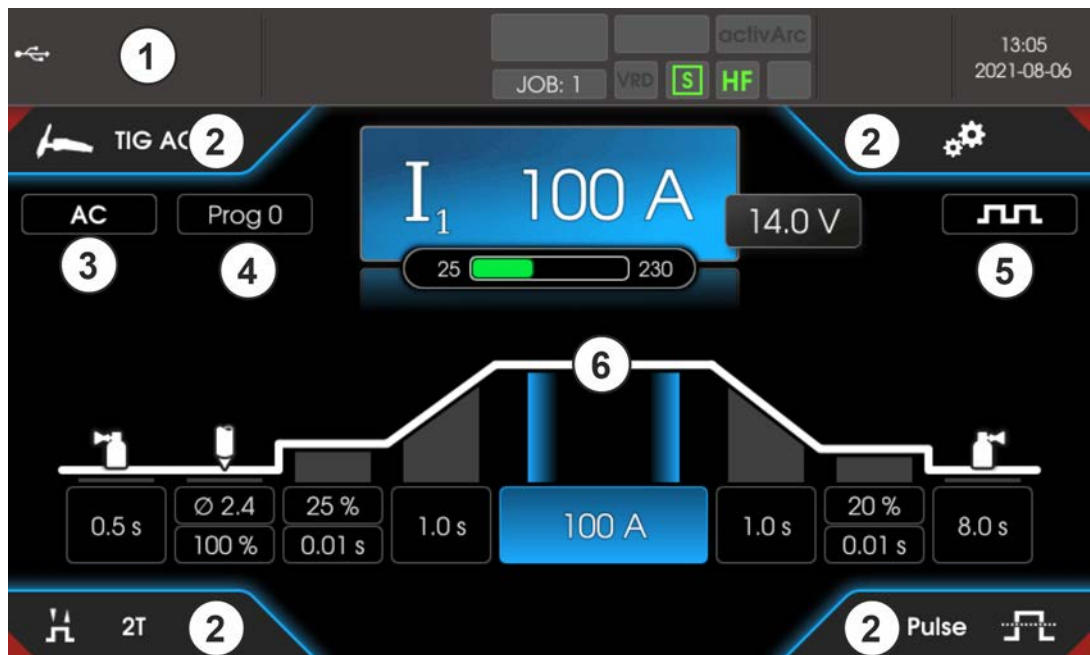 1
activArc
JOB: 1 VRD S HF
13:05
2021-08-06
TIG AC 2
2
AC
Prog 0
3
4
I1 100 A
14.0 V
25 230
5
6
0.5 s
Ø 2.4
100 %
25 %
0.01 s
1.0 s
100 A
1.0 s
20 %
0.01 s
8.0 s
2T 2
2 Pulse